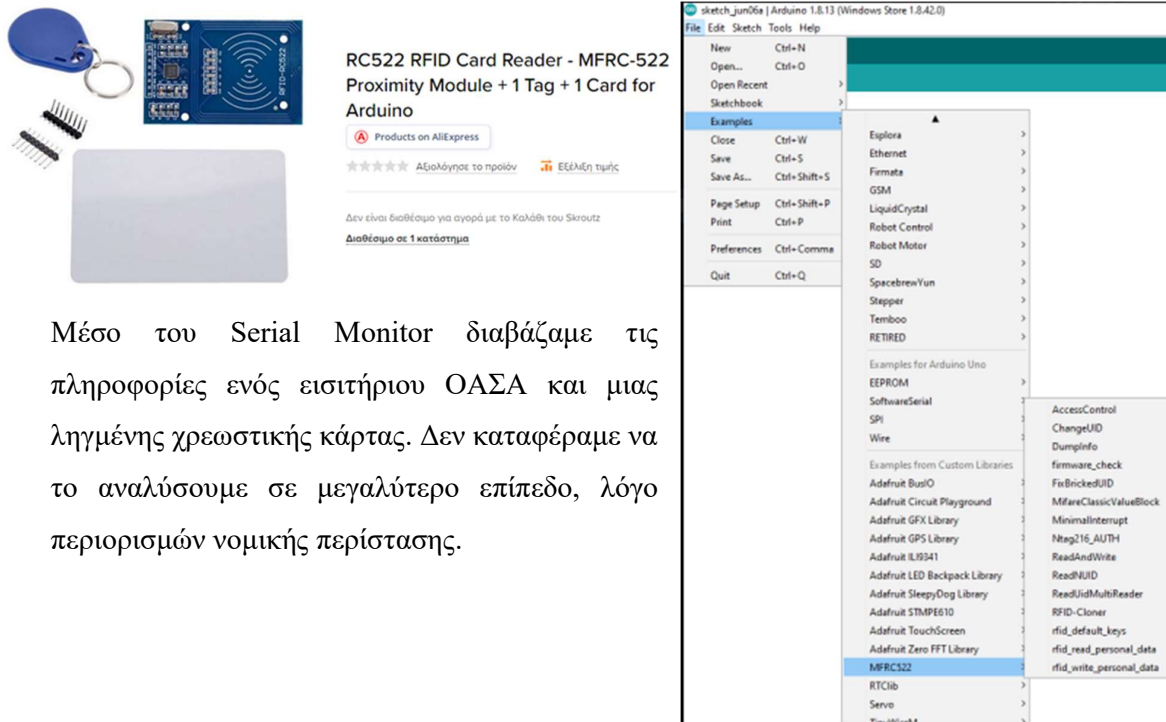 RFID-RC522
RC522 RFID Card Reader - MFRC-522
Proximity Module + 1 Tag + 1 Card for
Arduino
Products on AliExpress
Αξιολόγησε το προϊόν Εξέλιξη τιμής
Δεν είναι διαθέσιμο για αγορά με το Καλάθι του Skroutz
Διαθέσιμο σε 1 κατάστημα
Μέσο του Serial Monitor διαβάζαμε τις
πληροφορίες ενός εισιτήριου ΟΑΣΑ και μιας
ληγμένης χρεωστικής κάρτας. Δεν καταφέραμε να
το αναλύσουμε σε μεγαλύτερο επίπεδο, λόγο
περιορισμών νομικής περίστασης.
sketch_jun06a | Arduino 1.8.13 (Windows Store 1.8.42.0)
File Edit Sketch Tools Help
New Ctrl+N
Open... Ctrl+O
Open Recent
Sketchbook
Examples
Close Ctrl+W
Save Ctrl+S
Save As... Ctrl+Shift+S
Page Setup Ctrl+Shift+P
Print Ctrl+P
Preferences Ctrl+Comma
Quit Ctrl+Q
Esplora
Ethernet
Firmata
GSM
LiquidCrystal
Robot Control
Robot Motor
SD
SpacebrewYun
Stepper
Temboo
RETIRED
Examples for Arduino Uno
EEPROM
SoftwareSerial
SPI
Wire
Examples from Custom Libraries
Adafruit BusIO
Adafruit Circuit Playground
Adafruit GFX Library
Adafruit GPS Library
Adafruit ILI9341
Adafruit LED Backpack Library
Adafruit SleepyDog Library
Adafruit STMPE610
Adafruit TouchScreen
Adafruit Zero FFT Library
MFRC522
RTClib
Servo
AccessControl
ChangeUID
DumpInfo
firmware_check
FixBrickedUID
MifareClassicValueBlock
MinimalInterrupt
Ntag216_AUTH
ReadAndWrite
ReadNUID
ReadUidMultiReader
RFID-Cloner
rfid_default_keys
rfid_read_personal_data
rfid_write_personal_data